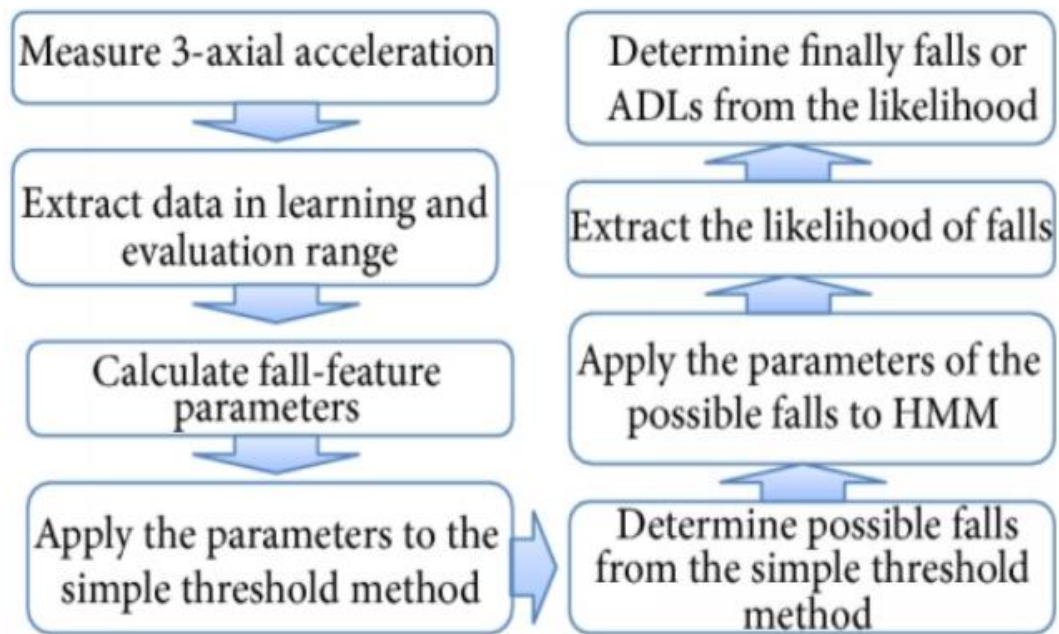 Measure 3-axial acceleration
Extract data in learning and
evaluation range
Calculate fall-feature
parameters
Apply the parameters to the
simple threshold method
Determine possible falls
from the simple threshold
method
Apply the parameters of the
possible falls to HMM
Extract the likelihood of falls
Determine finally falls or
ADLs from the likelihood